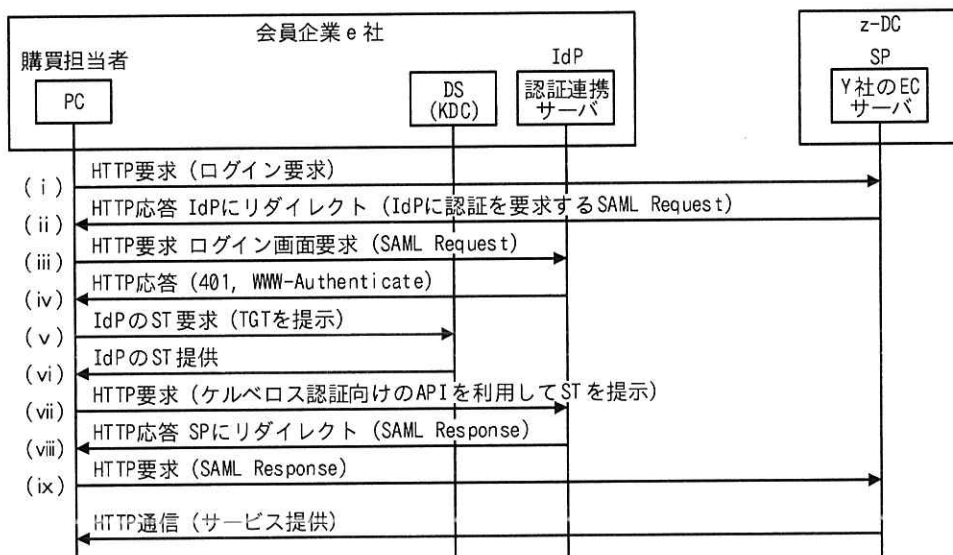 会員企業e社
z-DC
購買担当者
IdP
SP
PC
DS
(KDC)
認証連携
サーバ
Y社のEC
サーバ
(ⅰ)
HTTP要求（ログイン要求）
(ⅱ)
HTTP応答 IdPにリダイレクト（IdPに認証を要求するSAML Request）
(ⅲ)
HTTP要求 ログイン画面要求（SAML Request）
(ⅳ)
HTTP応答（401, WWW-Authenticate）
(ⅴ)
IdPのST要求（TGTを提示）
(ⅵ)
IdPのST提供
(ⅶ)
HTTP要求（ケルベロス認証向けのAPIを利用してSTを提示）
(ⅷ)
HTTP応答 SPにリダイレクト（SAML Response）
(ⅸ)
HTTP要求（SAML Response）
HTTP通信（サービス提供）